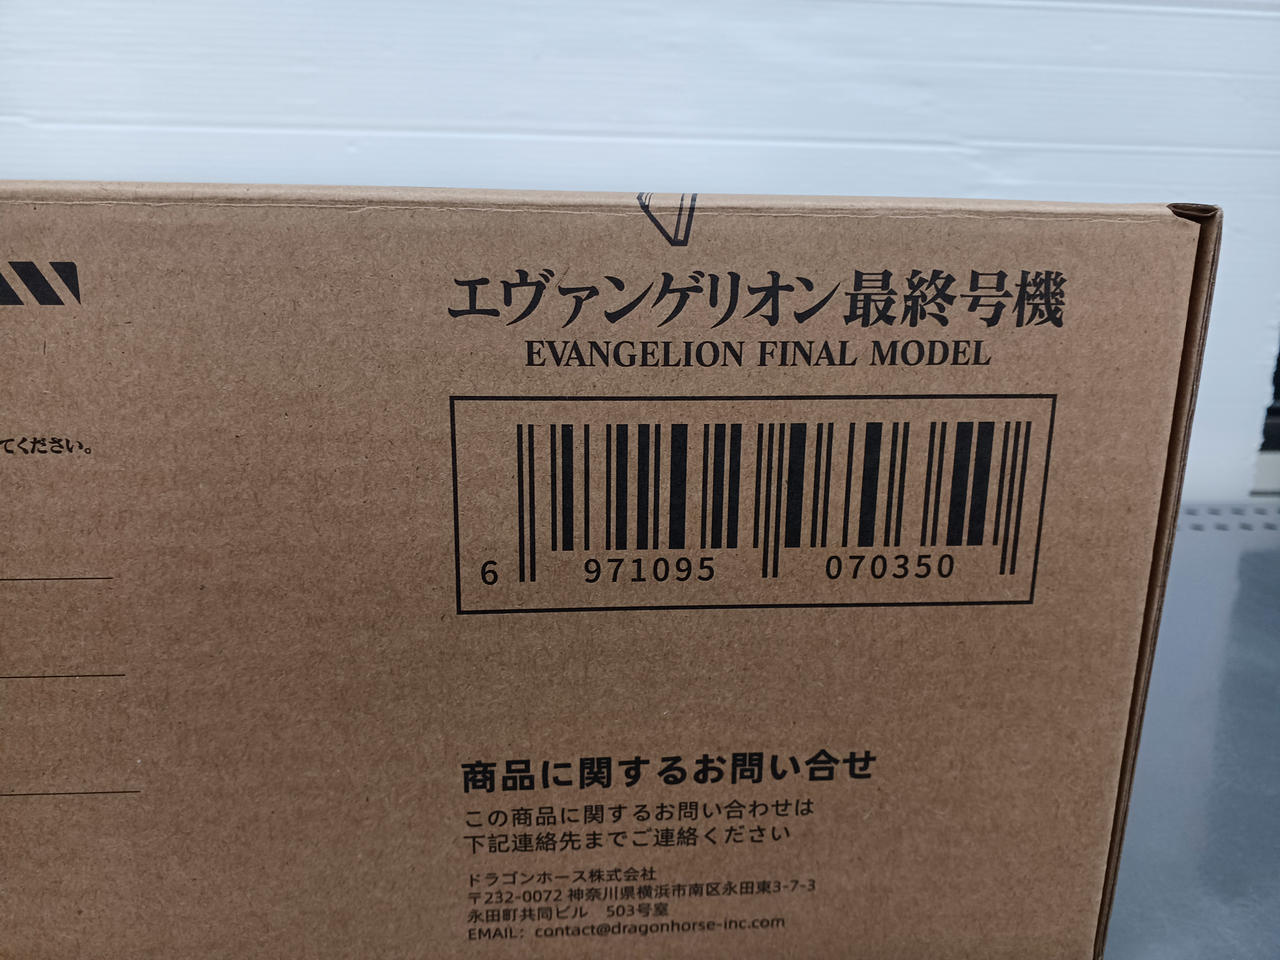 てください。
エヴァンゲリオン最終号機
EVANGELION FINAL MODEL
6 971095 070350
商品に関するお問い合せ
この商品に関するお問い合わせは
下記連絡先までご連絡ください
ドラゴンホース株式会社
〒232-0072 神奈川県横浜市南区永田東3-7-3
永田町共同ビル 503号室
EMAIL: contact@dragonhorse-inc.com